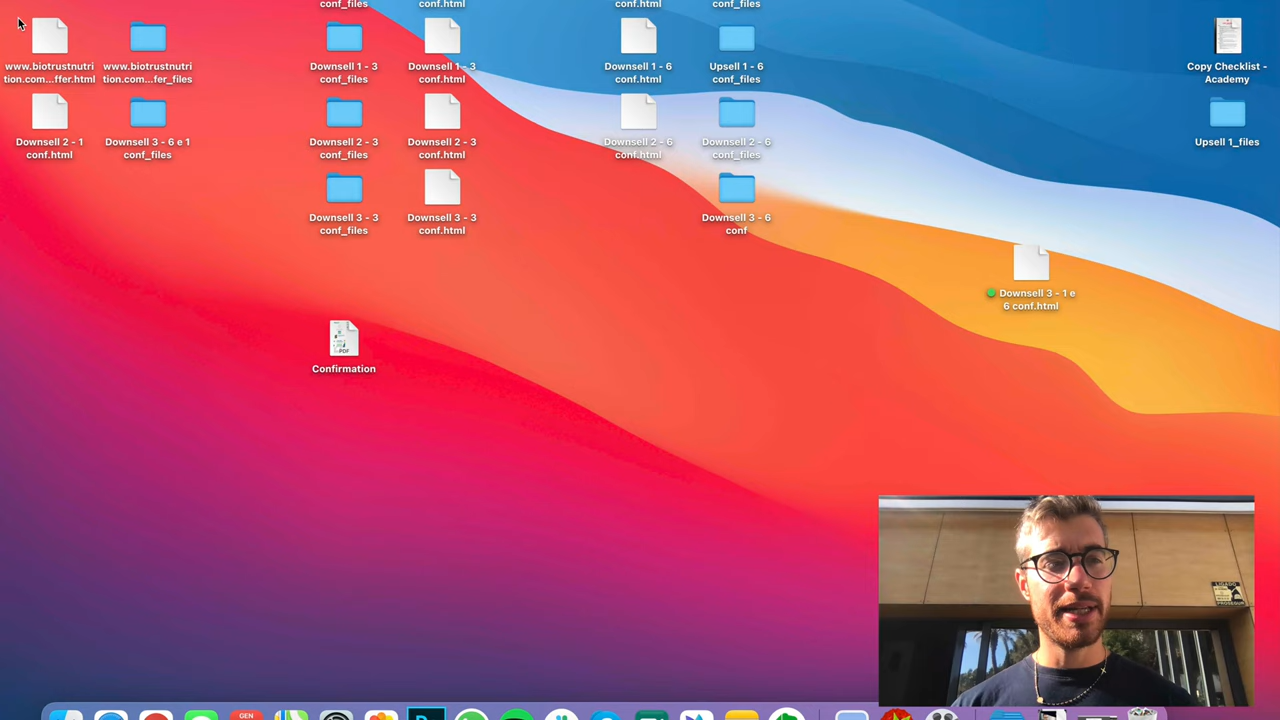 conf_files
conf.html
conf.html
conf_files
www.biotrustnutri
tion.com...ffer.html
www.biotrustnutri
tion.com...fer_files
Downsell 1 - 3
conf_files
Downsell 1 - 3
conf.html
Downsell 1 - 6
conf.html
Upsell 1 - 6
conf_files
Copy Checklist -
Academy
Downsell 2 - 1
conf.html
Downsell 3 - 6 e 1
conf_files
Downsell 2 - 3
conf_files
Downsell 2 - 3
conf.html
Downsell 2 - 6
conf.html
Downsell 2 - 6
conf_files
Upsell 1_files
Downsell 3 - 3
conf_files
Downsell 3 - 3
conf.html
Downsell 3 - 6
conf
Downsell 3 - 1 e
6 conf.html
PDF
Confirmation
PROSEGUR
GEN